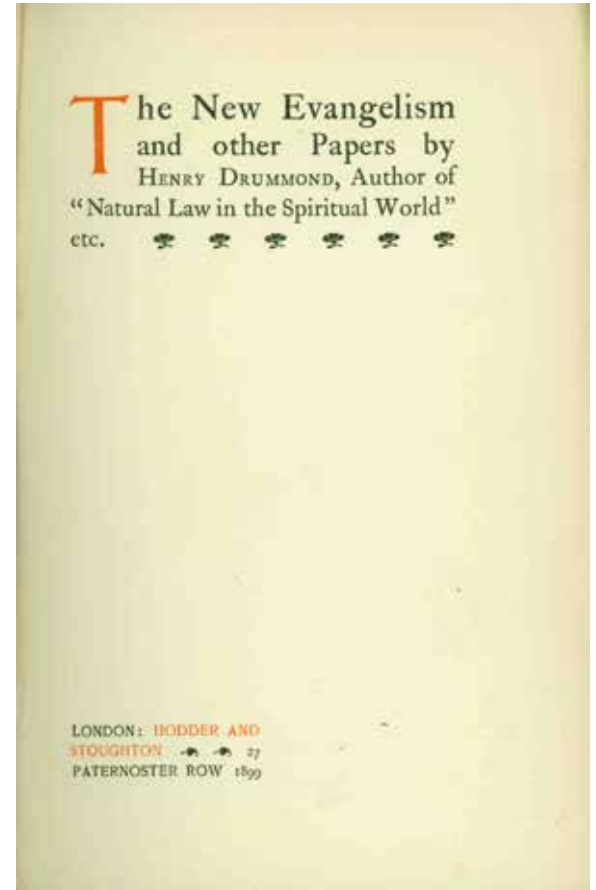 The New Evangelism
and other Papers by
HENRY DRUMMOND, Author of
“Natural Law in the Spiritual World”
etc.
LONDON: HODDER AND
STOUGHTON 27
PATERNOSTER ROW 1899